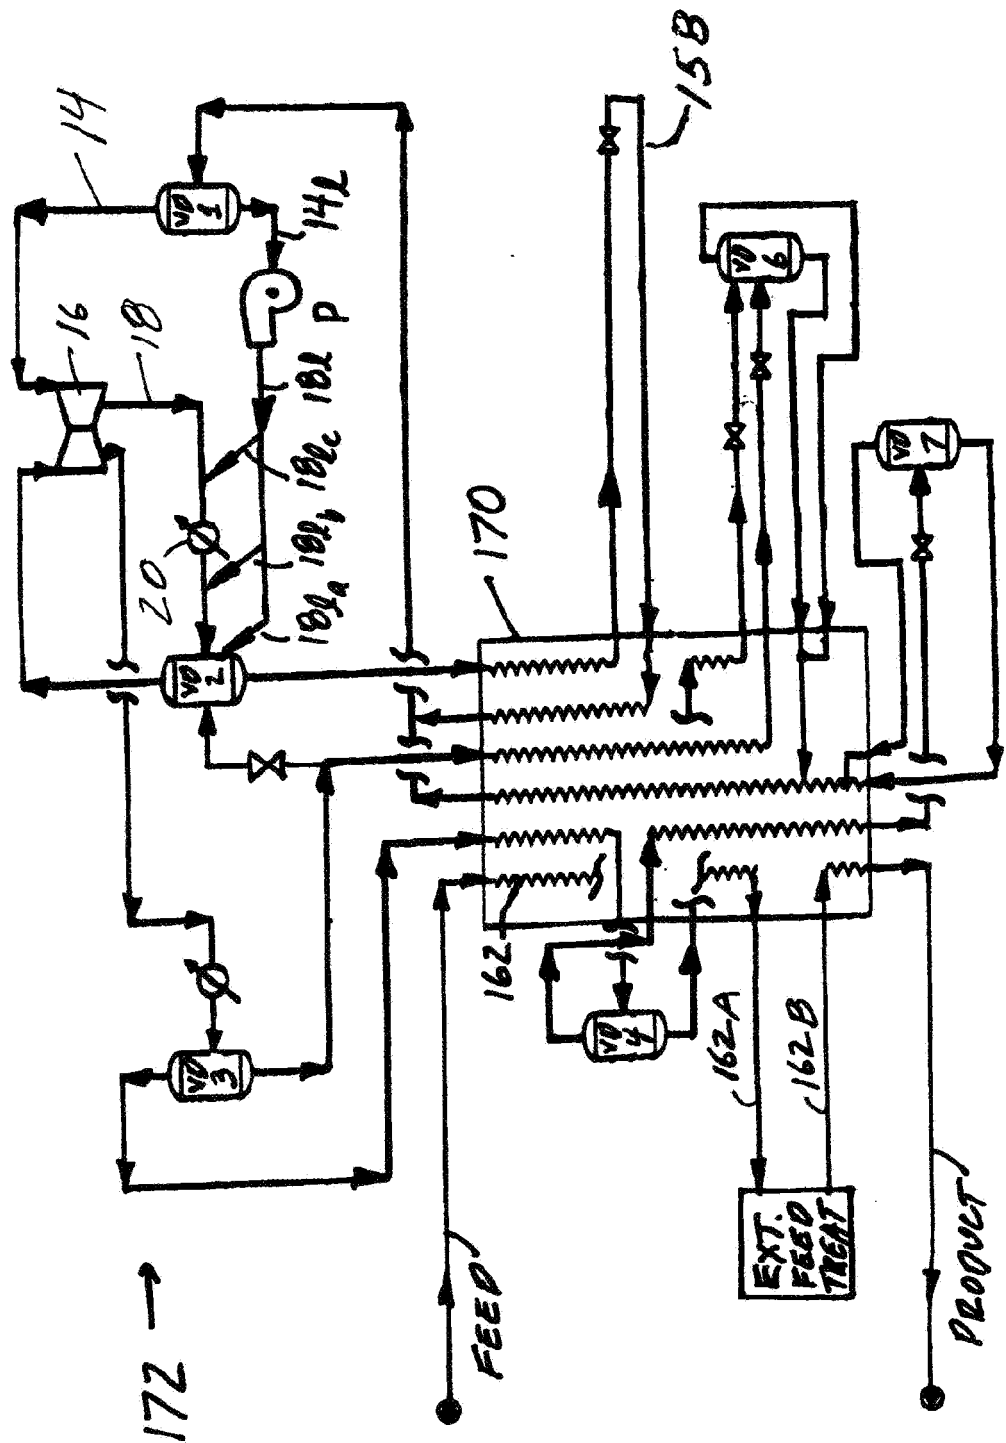 172
FEED
PRODUCT
EXT.
FEED
TREAT
VD
3
162
VD
4
162A
162B
20
VD
2
18la
18lb
18lc
18l
16
18
170
P
14
VD
1
14l
15B
VD
6
VD
7